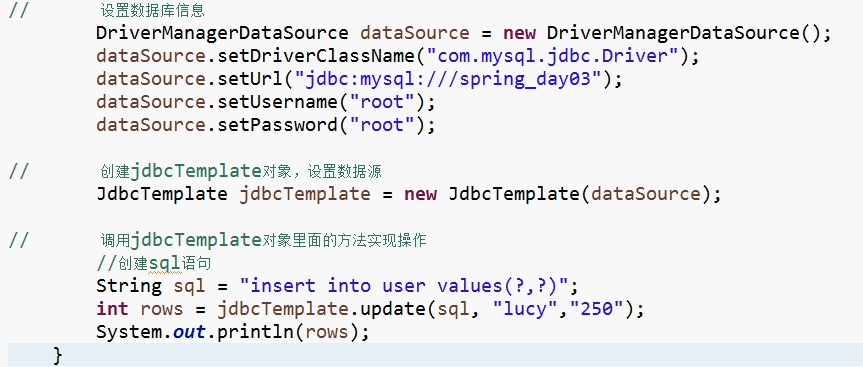 // 设置数据库信息
DriverManagerDataSource dataSource = new DriverManagerDataSource();
dataSource.setDriverClassName("com.mysql.jdbc.Driver");
dataSource.setUrl("jdbc:mysql:///spring_day03");
dataSource.setUsername("root");
dataSource.setPassword("root");
// 创建jdbcTemplate对象，设置数据源
JdbcTemplate jdbcTemplate = new JdbcTemplate(dataSource);
// 调用jdbcTemplate对象里面的方法实现操作
//创建sql语句
String sql = "insert into user values(?,?)";
int rows = jdbcTemplate.update(sql, "lucy","250");
System.out.println(rows);
}